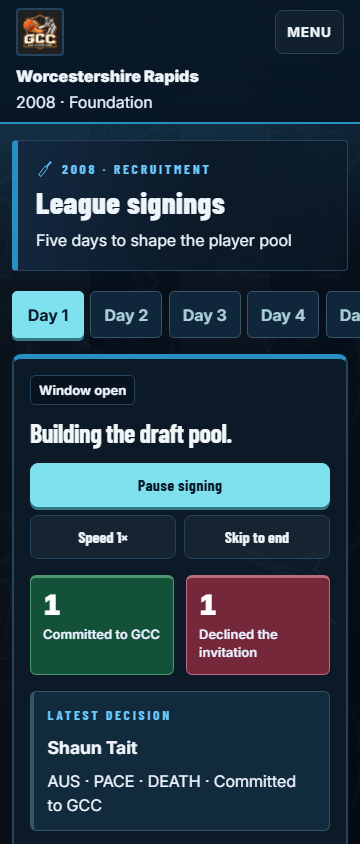 GCC
MENU
Worcestershire Rapids
2008 · Foundation
2008 · RECRUITMENT
League signings
Five days to shape the player pool
Day 1
Day 2
Day 3
Day 4
Da
Window open
Building the draft pool.
Pause signing
Speed 1×
Skip to end
1
Committed to GCC
1
Declined the
invitation
LATEST DECISION
Shaun Tait
AUS · PACE · DEATH · Committed
to GCC